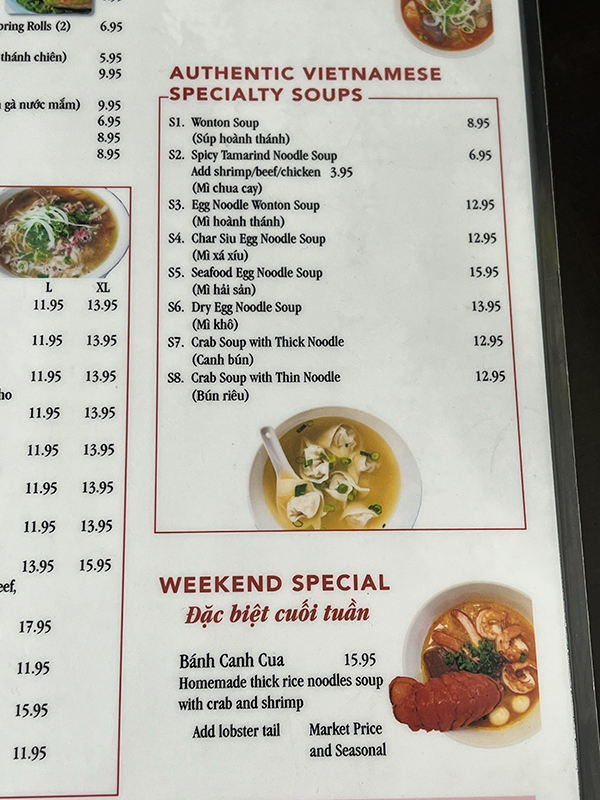 pring Rolls (2) 6.95
thánh chiên) 5.95
9.95
gà nước mắm) 9.95
6.95
8.95
8.95
L XL
11.95 13.95
11.95 13.95
11.95 13.95
ho
11.95 13.95
11.95 13.95
11.95 13.95
11.95 13.95
13.95 15.95
eef,
17.95
11.95
15.95
11.95
AUTHENTIC VIETNAMESE
SPECIALTY SOUPS
S1. Wonton Soup 8.95
(Súp hoành thánh)
S2. Spicy Tamarind Noodle Soup 6.95
Add shrimp/beef/chicken 3.95
(Mì chua cay)
S3. Egg Noodle Wonton Soup 12.95
(Mì hoành thánh)
S4. Char Siu Egg Noodle Soup 12.95
(Mì xá xíu)
S5. Seafood Egg Noodle Soup 15.95
(Mì hải sản)
S6. Dry Egg Noodle Soup 13.95
(Mì khô)
S7. Crab Soup with Thick Noodle 12.95
(Canh bún)
S8. Crab Soup with Thin Noodle 12.95
(Bún riêu)
WEEKEND SPECIAL
Đặc biệt cuối tuần
Bánh Canh Cua 15.95
Homemade thick rice noodles soup
with crab and shrimp
Add lobster tail Market Price
and Seasonal